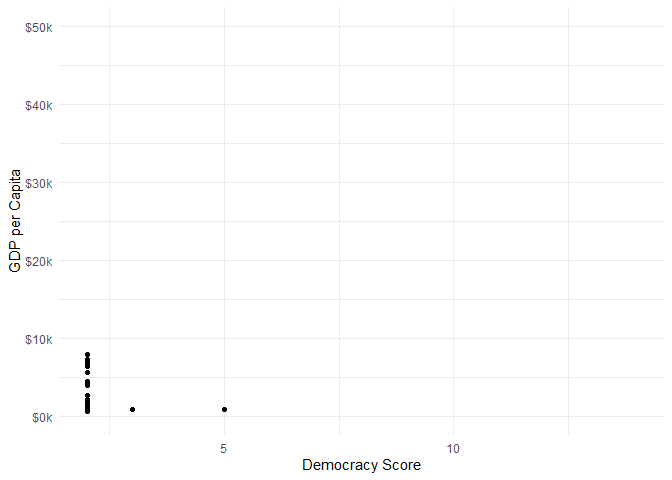 $50k
$40k
$30k
$20k
$10k
$0k
GDP per Capita
5 10
Democracy Score